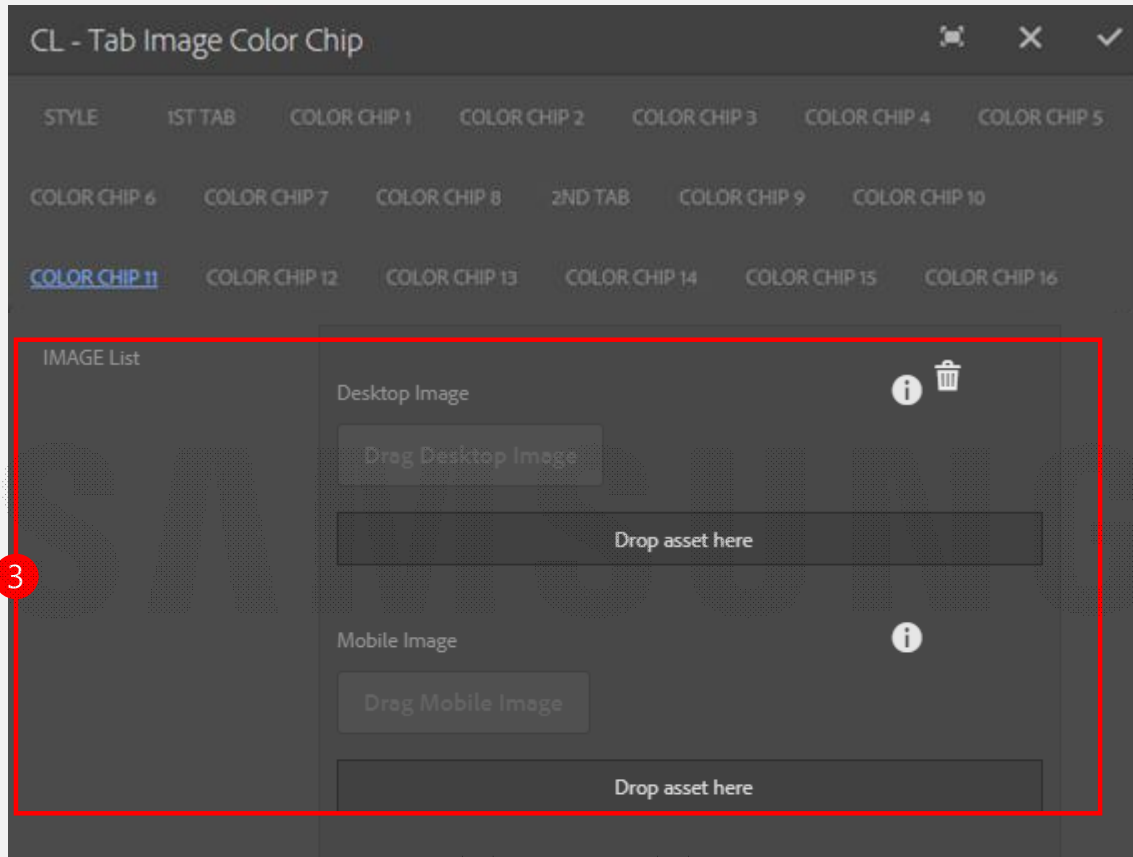 CL - Tab Image Color Chip
STYLE 1ST TAB COLOR CHIP 1 COLOR CHIP 2 COLOR CHIP 3 COLOR CHIP 4 COLOR CHIP 5
COLOR CHIP 6 COLOR CHIP 7 COLOR CHIP 8 2ND TAB COLOR CHIP 9 COLOR CHIP 10
COLOR CHIP 11 COLOR CHIP 12 COLOR CHIP 13 COLOR CHIP 14 COLOR CHIP 15 COLOR CHIP 16
IMAGE List
Desktop Image
Drag Desktop Image
SAMSUNG
Drop asset here
3
Mobile Image
Drag Mobile Image
Drop asset here